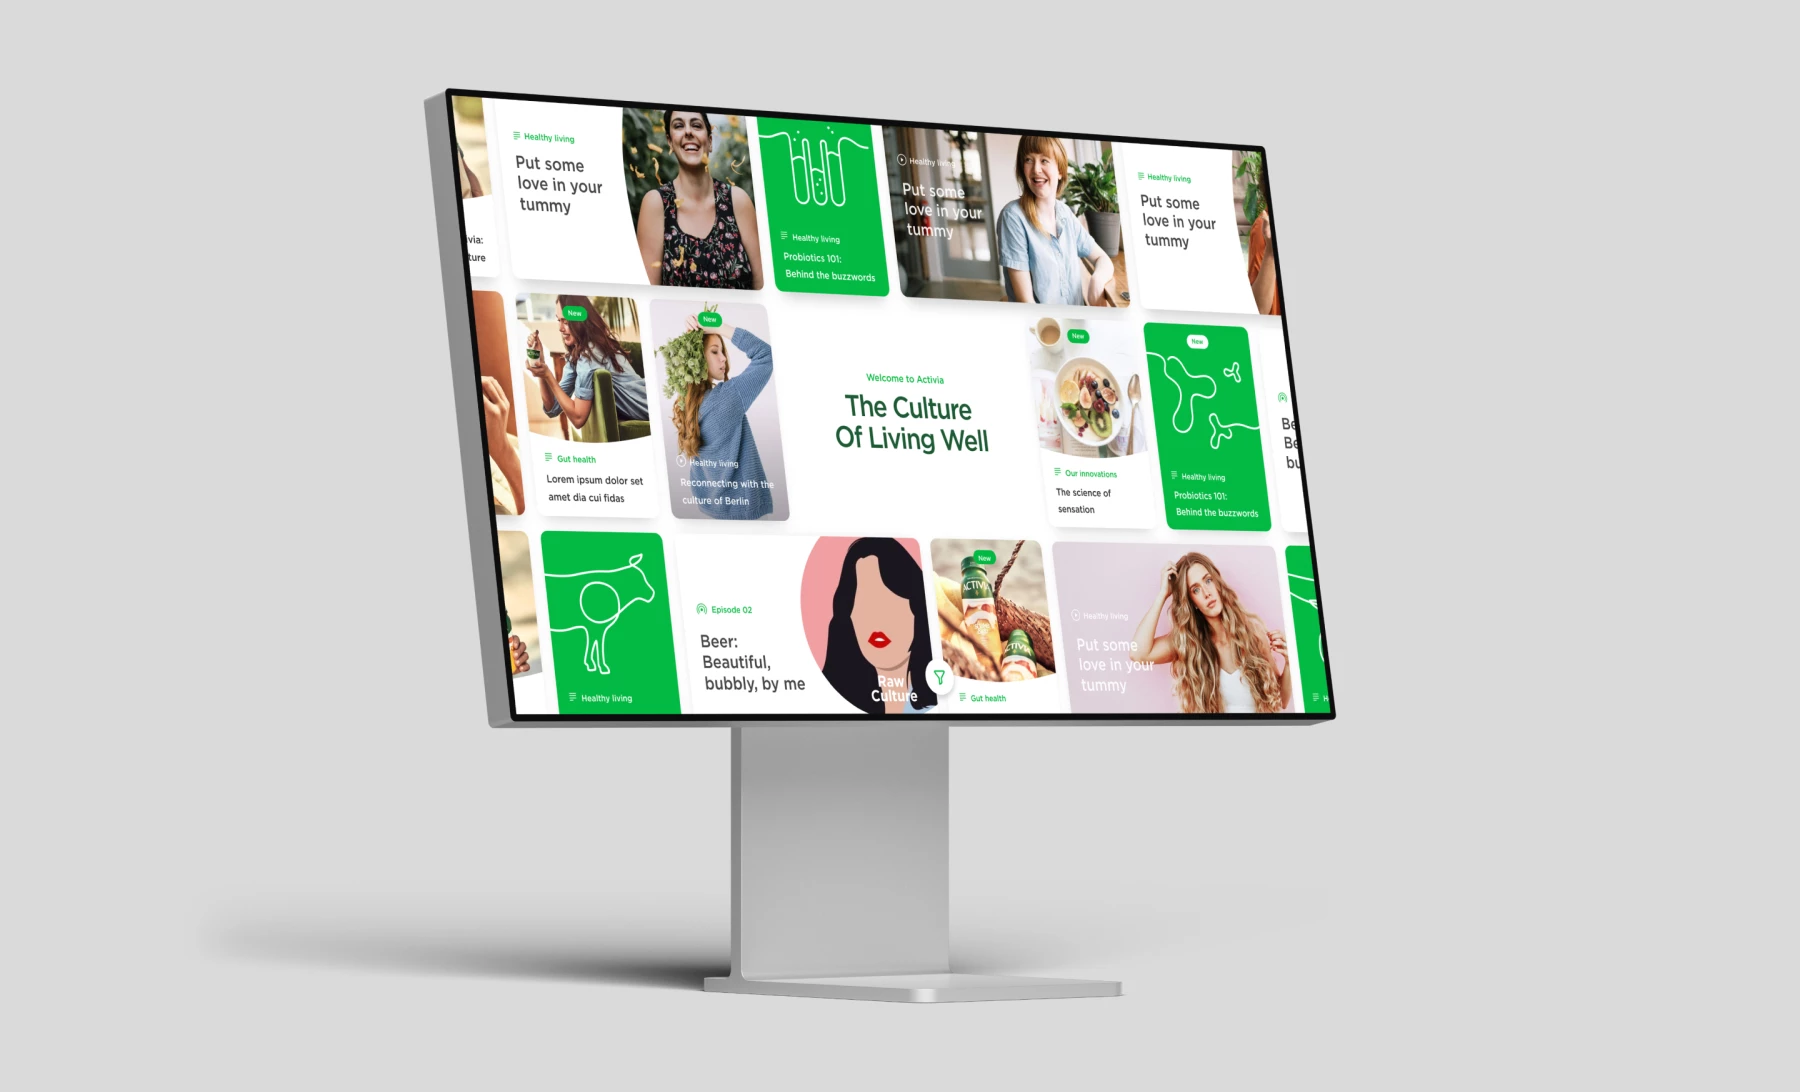 Healthy living
Put some
love in your
tummy
Healthy living
Probiotics 101:
Behind the buzzwords
Healthy living
Put some
love in your
tummy
Healthy living
Put some
love in your
tummy
via:
ture
New
Gut health
Lorem ipsum dolor set
amet dia cui fidas
New
Healthy living
Reconnecting with the
culture of Berlin
Welcome to Activia
The Culture
Of Living Well
New
Our innovations
The science of
sensation
New
Healthy living
Probiotics 101:
Behind the buzzwords
Be
Be
bu
Healthy living
Episode 02
Beer:
Beautiful,
bubbly, by me
Raw
Culture
New
ACTIVIA
Gut health
Healthy living
Put some
love in your
tummy
H